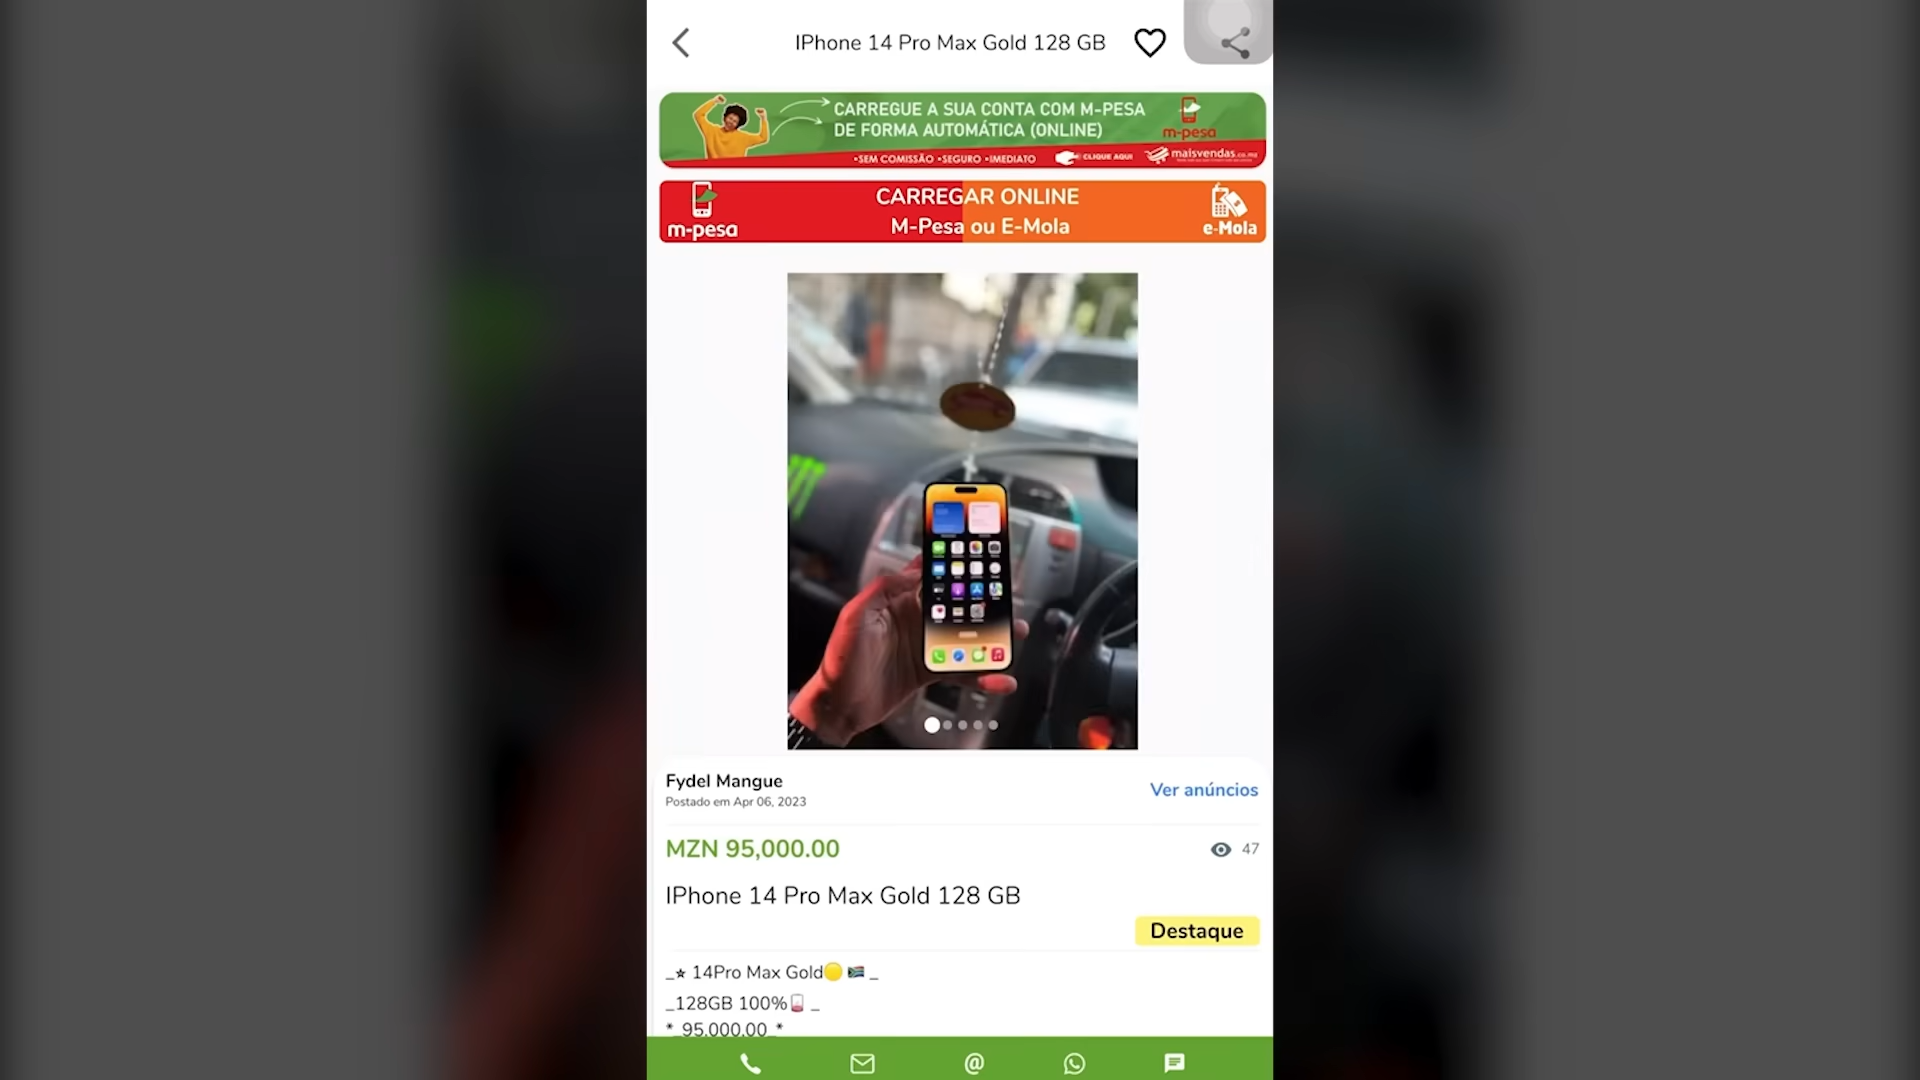 IPhone 14 Pro Max Gold 128 GB
CARREGUE A SUA CONTA COM M-PESA
DE FORMA AUTOMÁTICA (ONLINE)
m-pesa
•SEM COMISSÃO •SEGURO •IMEDIATO
CLIQUE AQUI
maisvendas.co.mz
CARREGAR ONLINE
M-Pesa ou E-Mola
m-pesa
e-Mola
Fydel Mangue
Postado em Apr 06, 2023
Ver anúncios
MZN 95,000.00
47
IPhone 14 Pro Max Gold 128 GB
Destaque
_⭐ 14Pro Max Gold🟡🇿🇦_
_128GB 100%🪫_
*_95.000.00_*
@